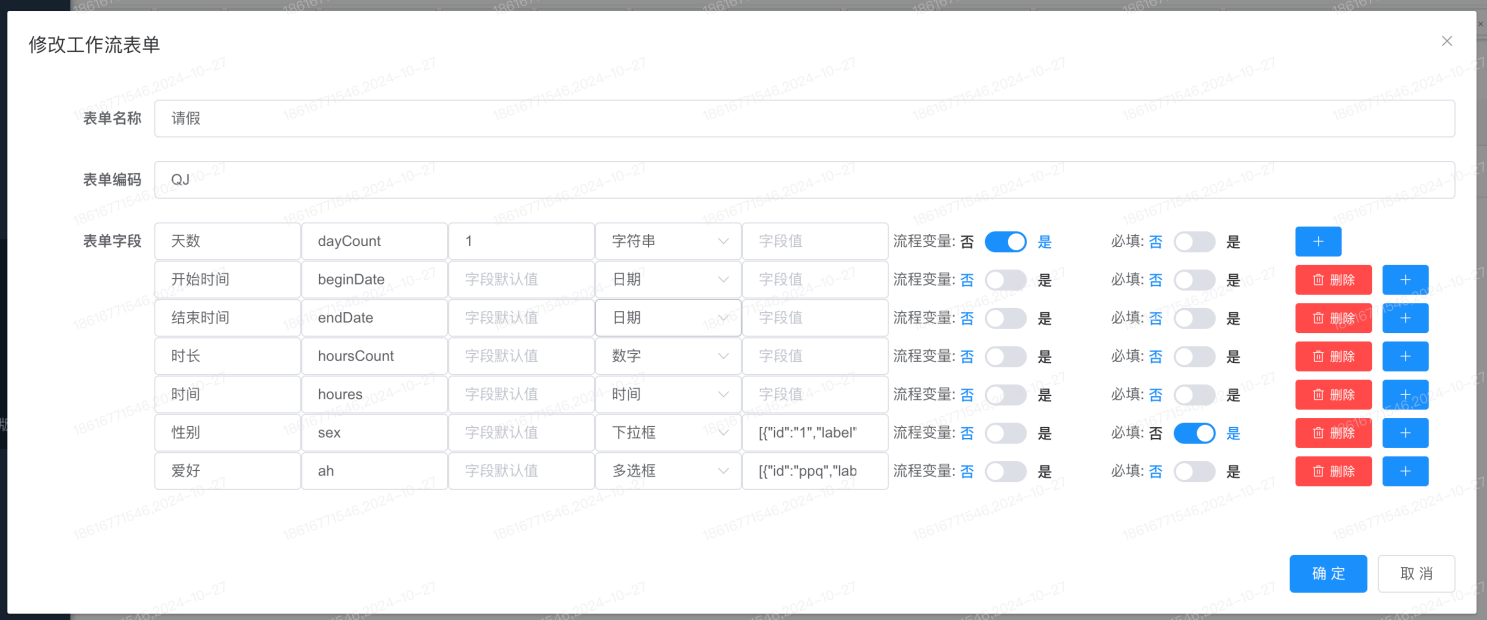 修改工作流表单
表单名称 请假
表单编码 QJ
表单字段 天数 dayCount 1 字符串 字段值 流程变量: 否 是 必填: 否 是
开始时间 beginDate 字段默认值 日期 字段值 流程变量: 否 是 必填: 否 是 删除
结束时间 endDate 字段默认值 日期 字段值 流程变量: 否 是 必填: 否 是 删除
时长 hoursCount 字段默认值 数字 字段值 流程变量: 否 是 必填: 否 是 删除
时间 houres 字段默认值 时间 字段值 流程变量: 否 是 必填: 否 是 删除
性别 sex 字段默认值 下拉框 [{"id":"1","label" 流程变量: 否 是 必填: 否 是 删除
爱好 ah 字段默认值 多选框 [{"id":"ppq","lab 流程变量: 否 是 必填: 否 是 删除
确 定 取 消
18616771546,2024-10-27